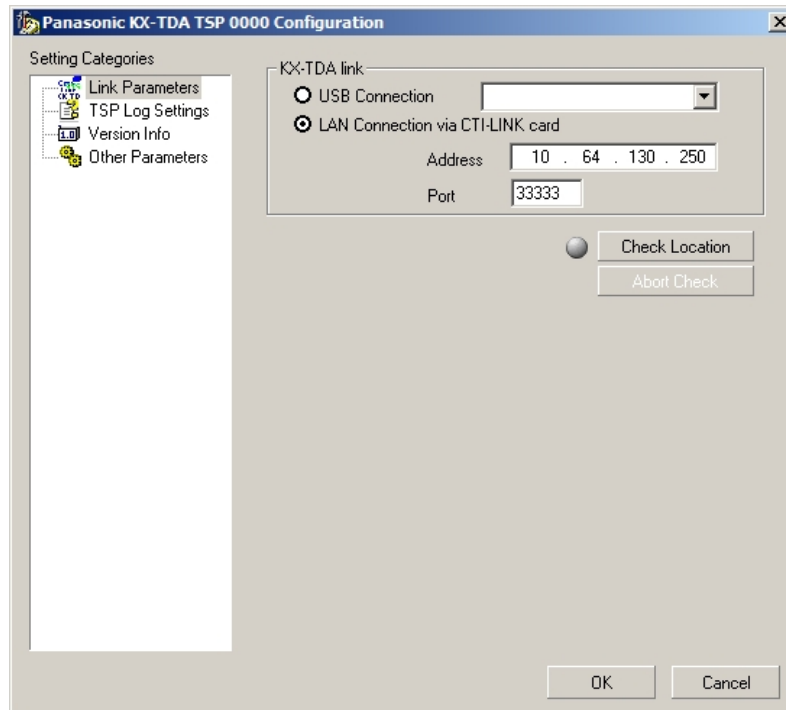 Panasonic KX-TDA TSP 0000 Configuration
Setting Categories
Link Parameters
TSP Log Settings
Version Info
Other Parameters
KX-TDA link
USB Connection
LAN Connection via CTI-LINK card
Address 10 . 64 . 130 . 250
Port 33333
Check Location
Abort Check
OK Cancel